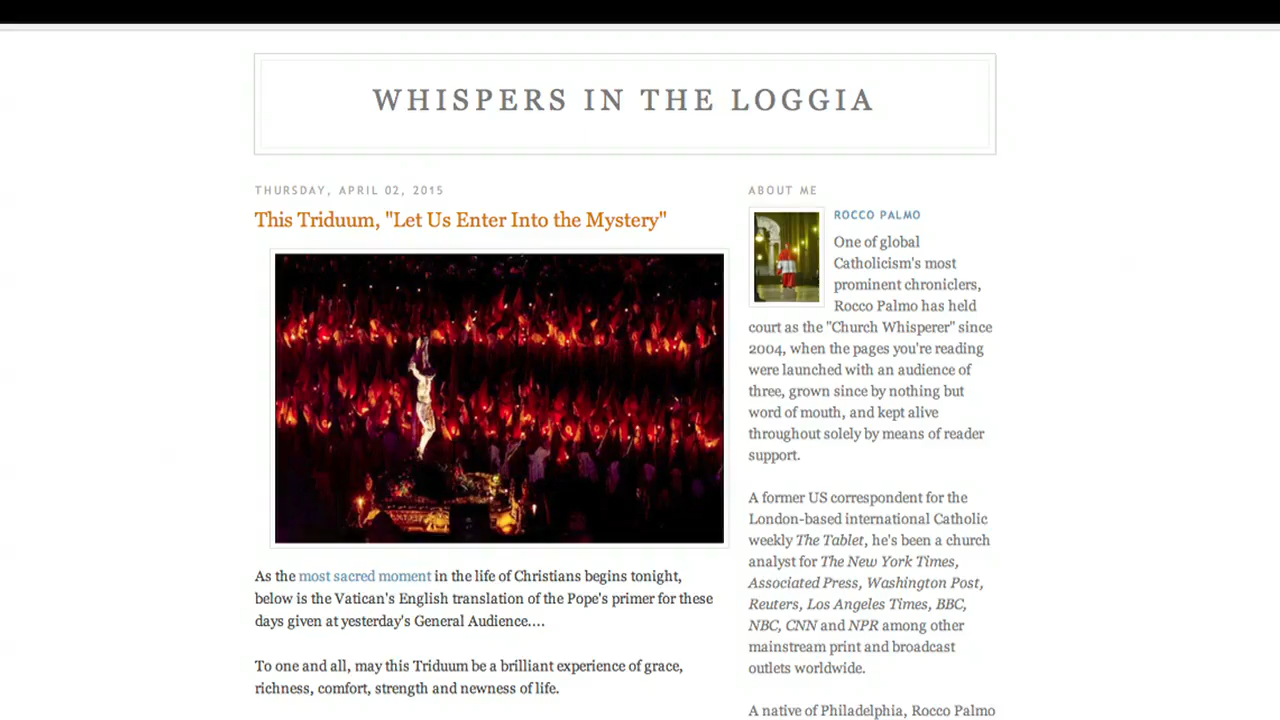 WHISPERS IN THE LOGGIA
THURSDAY, APRIL 02, 2015
This Triduum, "Let Us Enter Into the Mystery"
As the most sacred moment in the life of Christians begins tonight,
below is the Vatican's English translation of the Pope's primer for these
days given at yesterday's General Audience....
To one and all, may this Triduum be a brilliant experience of grace,
richness, comfort, strength and newness of life.
ABOUT ME
ROCCO PALMO
One of global
Catholicism's most
prominent chroniclers,
Rocco Palmo has held
court as the "Church Whisperer" since
2004, when the pages you're reading
were launched with an audience of
three, grown since by nothing but
word of mouth, and kept alive
throughout solely by means of reader
support.
A former US correspondent for the
London-based international Catholic
weekly The Tablet, he's been a church
analyst for The New York Times,
Associated Press, Washington Post,
Reuters, Los Angeles Times, BBC,
NBC, CNN and NPR among other
mainstream print and broadcast
outlets worldwide.
A native of Philadelphia, Rocco Palmo